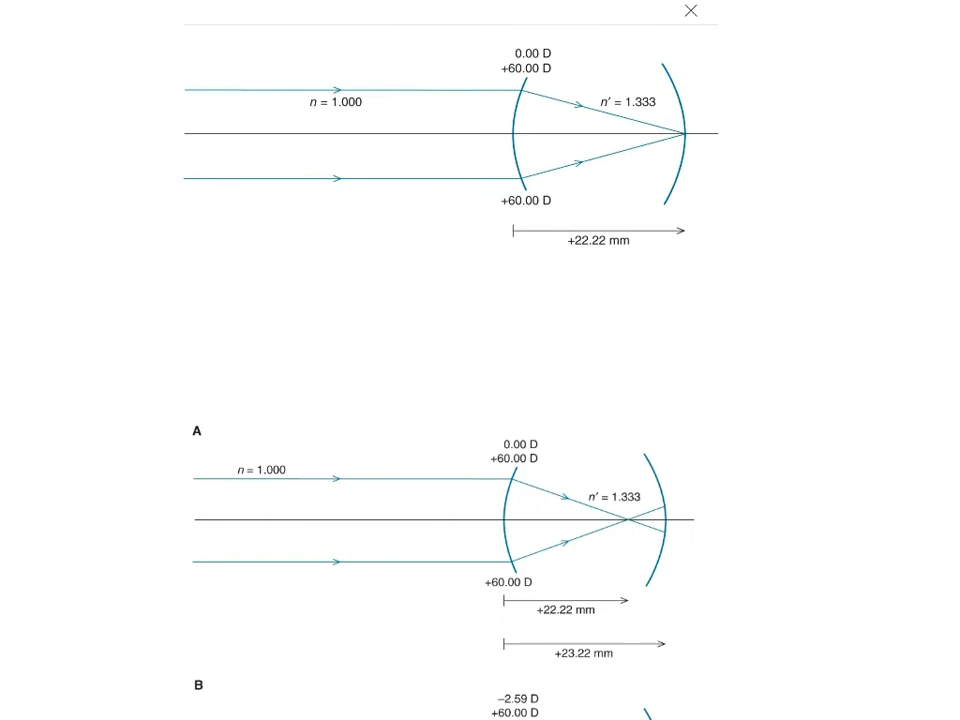 0.00 D
+60.00 D
n = 1.000
n′ = 1.333
+60.00 D
+22.22 mm
A
0.00 D
+60.00 D
n = 1.000
n′ = 1.333
+60.00 D
+22.22 mm
+23.22 mm
B
–2.59 D
+60.00 D